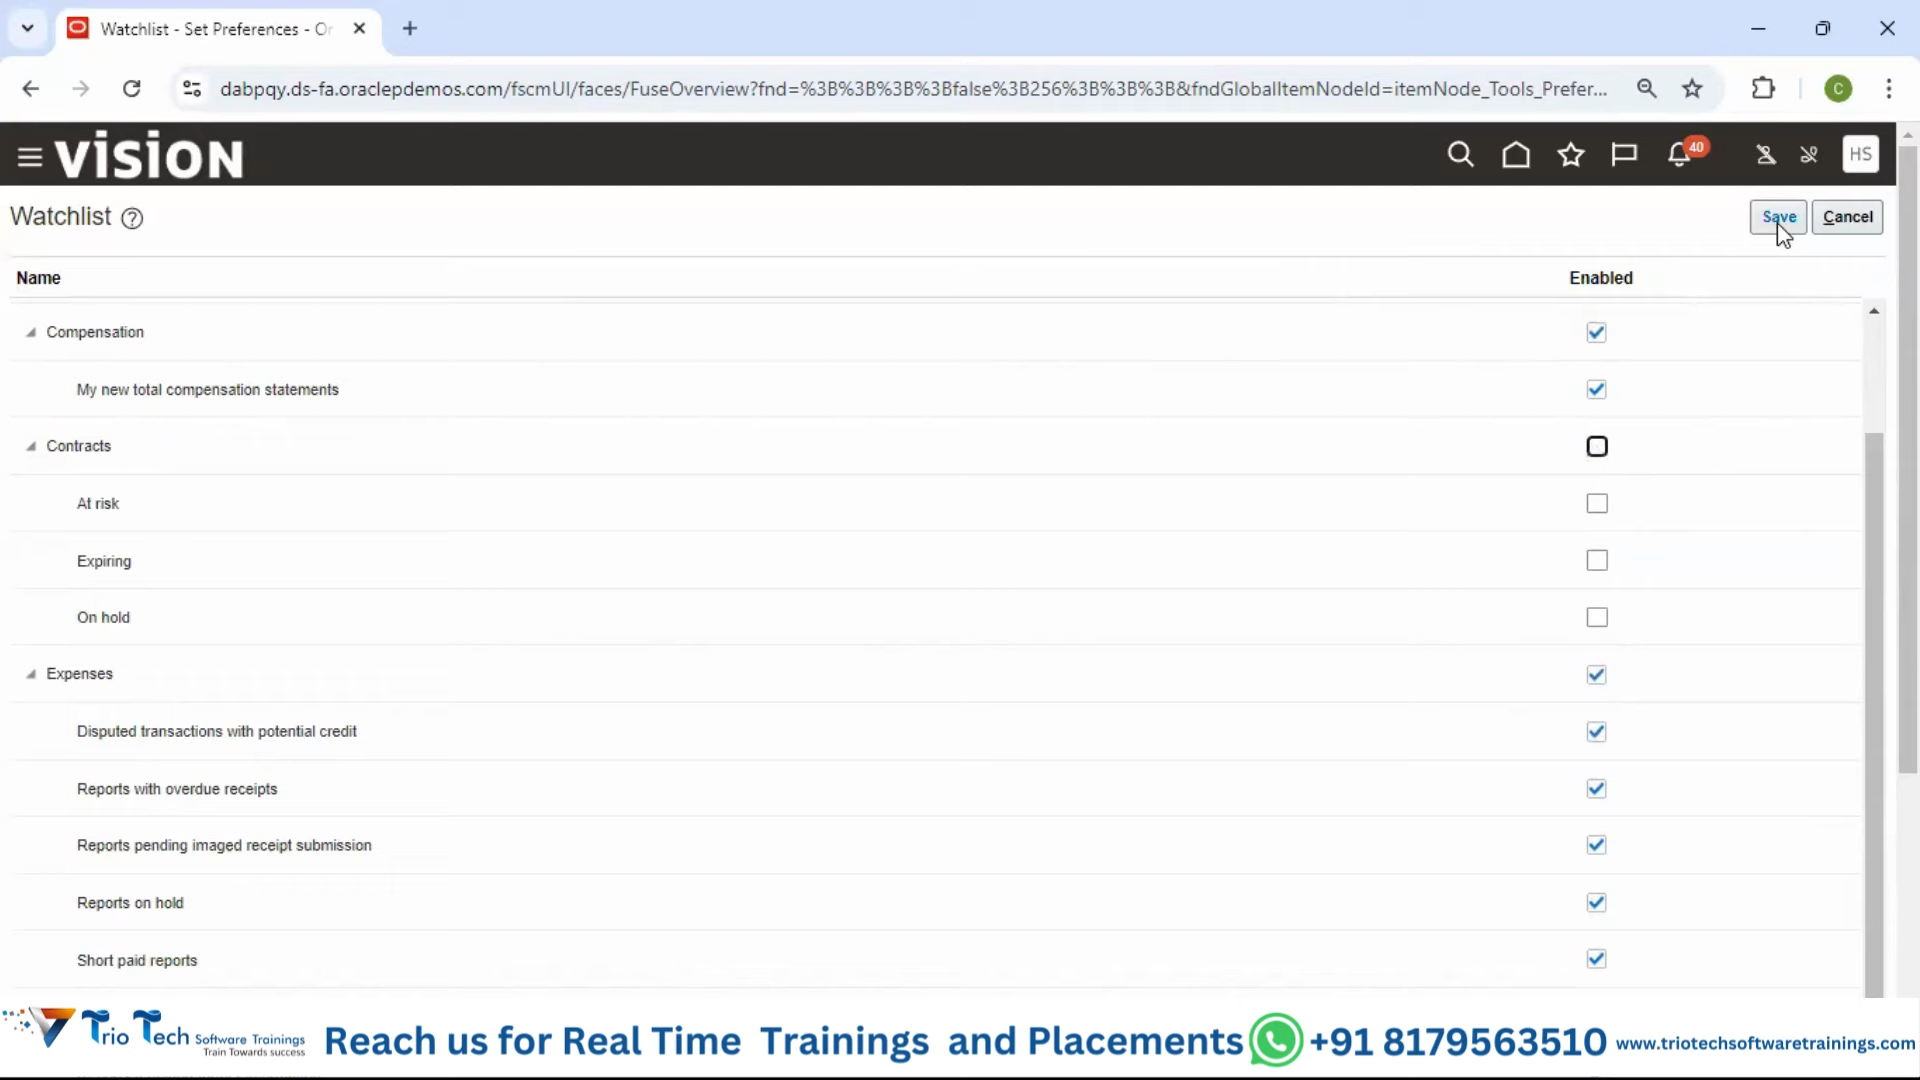 Watchlist - Set Preferences - Or
dabpqy.ds-fa.oraclepdemos.com/fscmUI/faces/FuseOverview?fnd=%3B%3B%3B%3Bfalse%3B256%3B%3B%3B&fndGlobalItemNodeId=itemNode_Tools_Prefer...
C
VISION
40
HS
Watchlist ?
Save Cancel
Name Enabled
Compensation
My new total compensation statements
Contracts
At risk
Expiring
On hold
Expenses
Disputed transactions with potential credit
Reports with overdue receipts
Reports pending imaged receipt submission
Reports on hold
Short paid reports
Trio Tech Software Trainings
Train Towards success
Reach us for Real Time Trainings and Placements +91 8179563510 www.triotechsoftwaretrainings.com